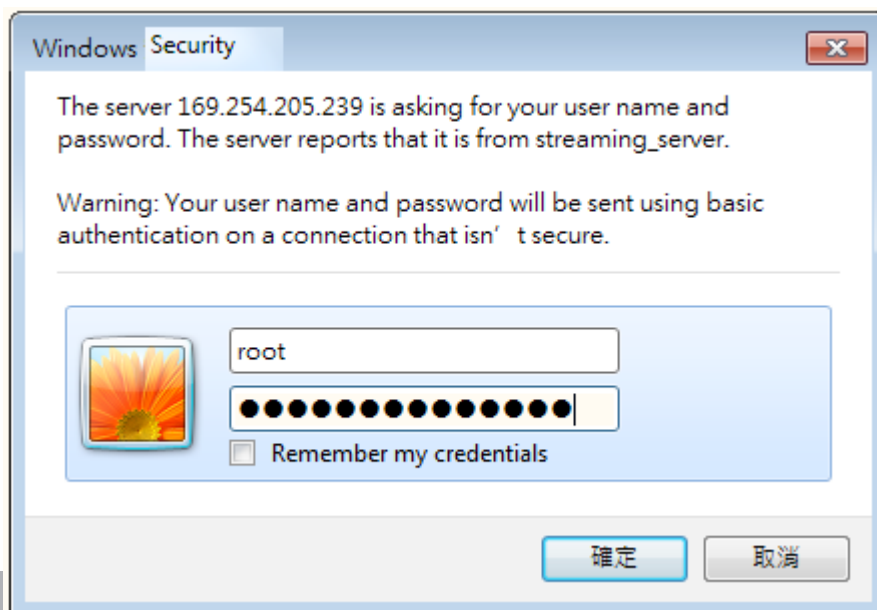 Windows Security
The server 169.254.205.239 is asking for your user name and
password. The server reports that it is from streaming_server.
Warning: Your user name and password will be sent using basic
authentication on a connection that isn’ t secure.
root
●●●●●●●●●●●●●●
Remember my credentials
確定 取消